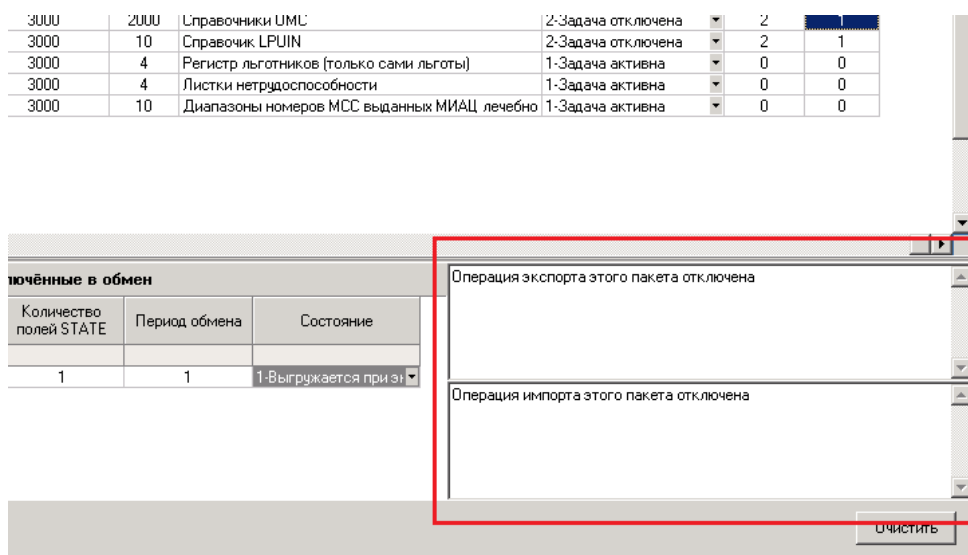 3000 2000 Справочники ОМС 2-Задача отключена 2 1
3000 10 Справочик LPUIN 2-Задача отключена 2 1
3000 4 Регистр льготников (только сами льготы) 1-Задача активна 0 0
3000 4 Листки нетрудоспособности 1-Задача активна 0 0
3000 10 Диапазоны номеров МСС выданных МИАЦ лечебно 1-Задача активна 0 0
лючённые в обмен
Количество полей STATE Период обмена Состояние
1 1 1-Выгружается при эк
Операция экспорта этого пакета отключена
Операция импорта этого пакета отключена
Очистить